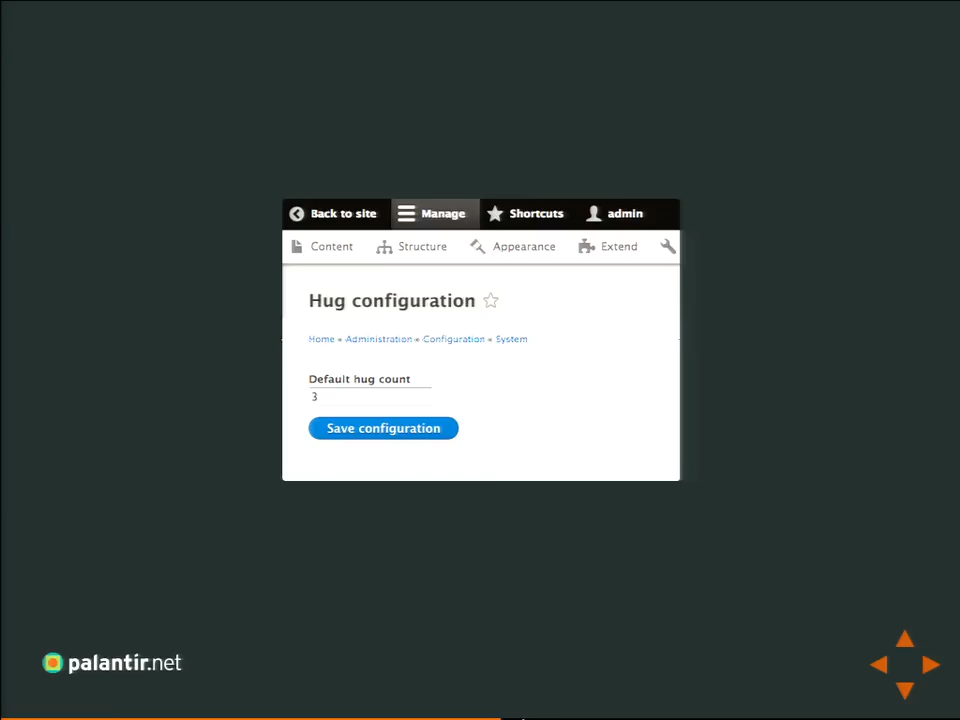 Back to site Manage Shortcuts admin
Content Structure Appearance Extend
Hug configuration
Home » Administration » Configuration » System
Default hug count
3
Save configuration
palantir.net